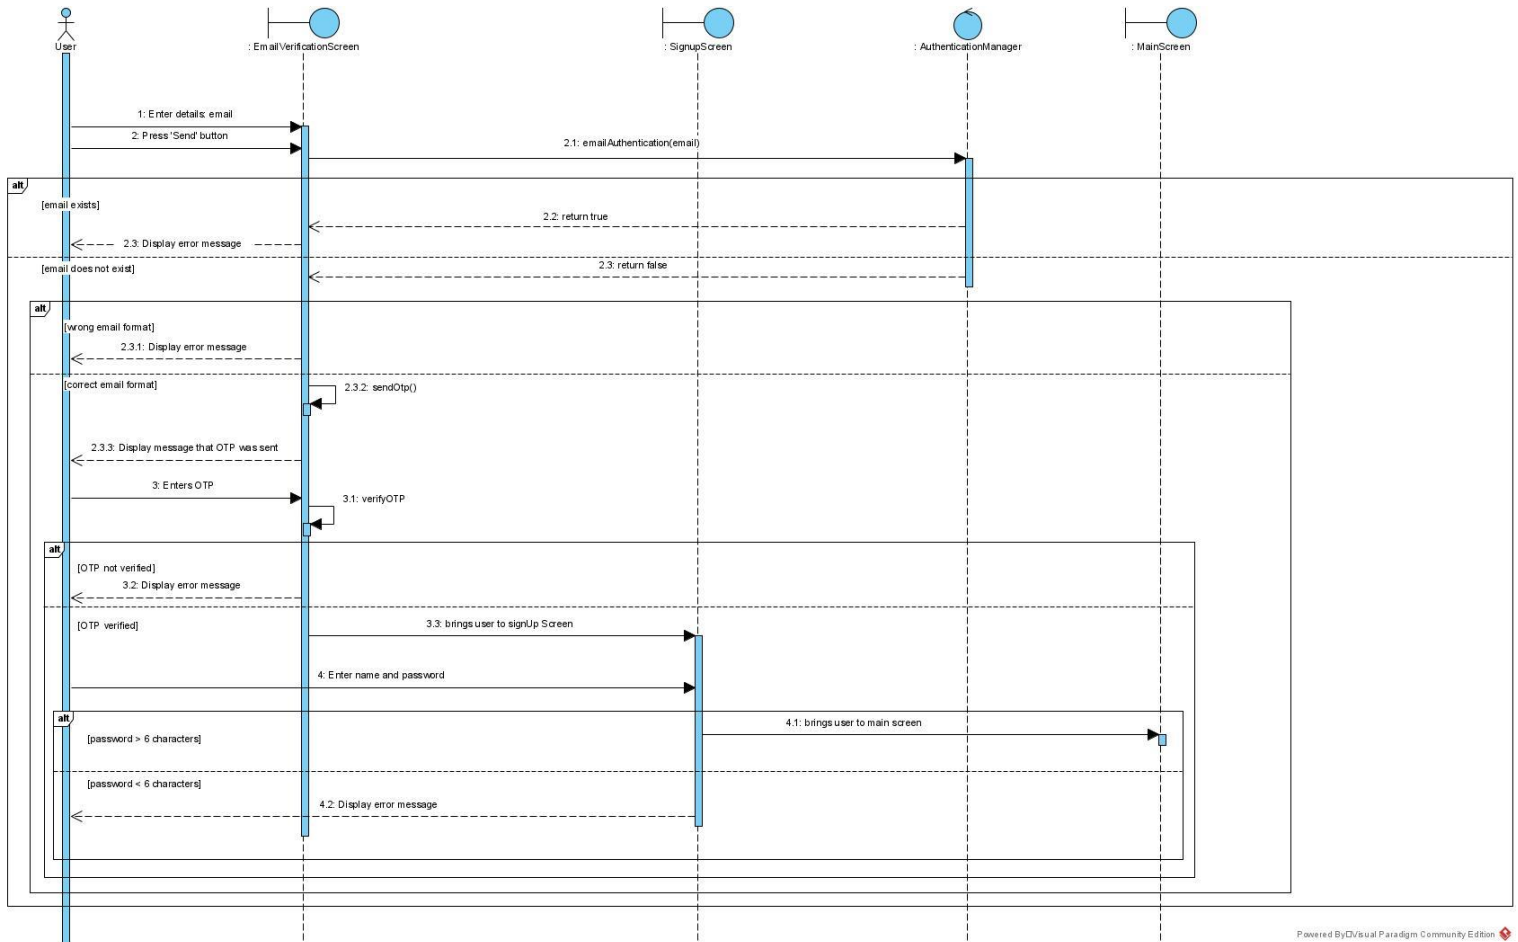 User
: EmailVerificationScreen
: SignupScreen
: AuthenticationManager
: MainScreen
1: Enter details: email
2: Press 'Send' button
2.1: emailAuthentication(email)
alt
[email exists]
2.2: return true
2.3: Display error message
[email does not exist]
2.3: return false
alt
[wrong email format]
2.3.1: Display error message
[correct email format]
2.3.2: sendOtp()
2.3.3: Display message that OTP was sent
3: Enters OTP
3.1: verifyOTP
alt
[OTP not verified]
3.2: Display error message
[OTP verified]
3.3: brings user to signUp Screen
4: Enter name and password
alt
4.1: brings user to main screen
[password > 6 characters]
[password < 6 characters]
4.2: Display error message
Powered By□Visual Paradigm Community Edition